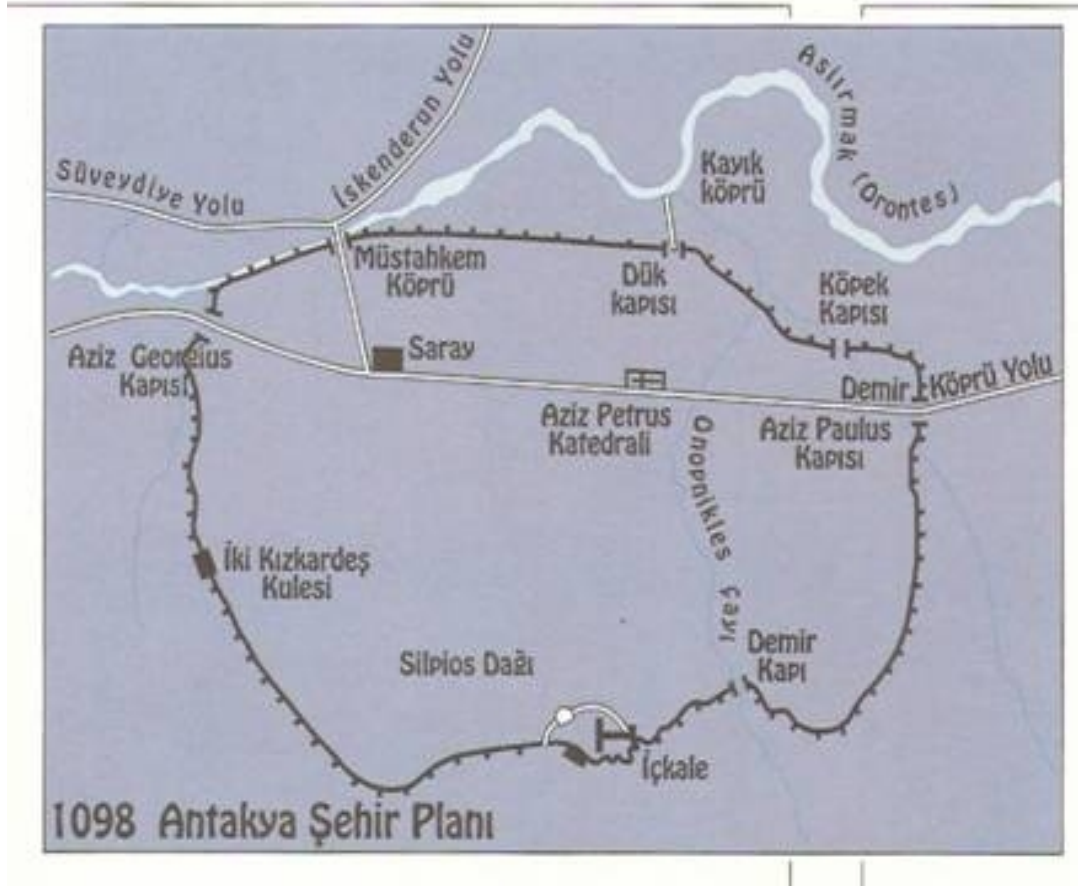 Süveydiye Yolu
İskenderun Yolu
Asıırmak (Orontes)
Kayık
köprü
Müstahkem
Köprü
Dük
kapısı
Köpek
Kapısı
Aziz Georgius
Kapısı
Saray
Aziz Petrus
Katedrali
Demir Köprü Yolu
Aziz Paulus
Kapısı
Onopnikles Çayı
İki Kızkardeş
Kulesi
Silpios Dağı
Demir
Kapı
İçkale
1098 Antakya Şehir Planı